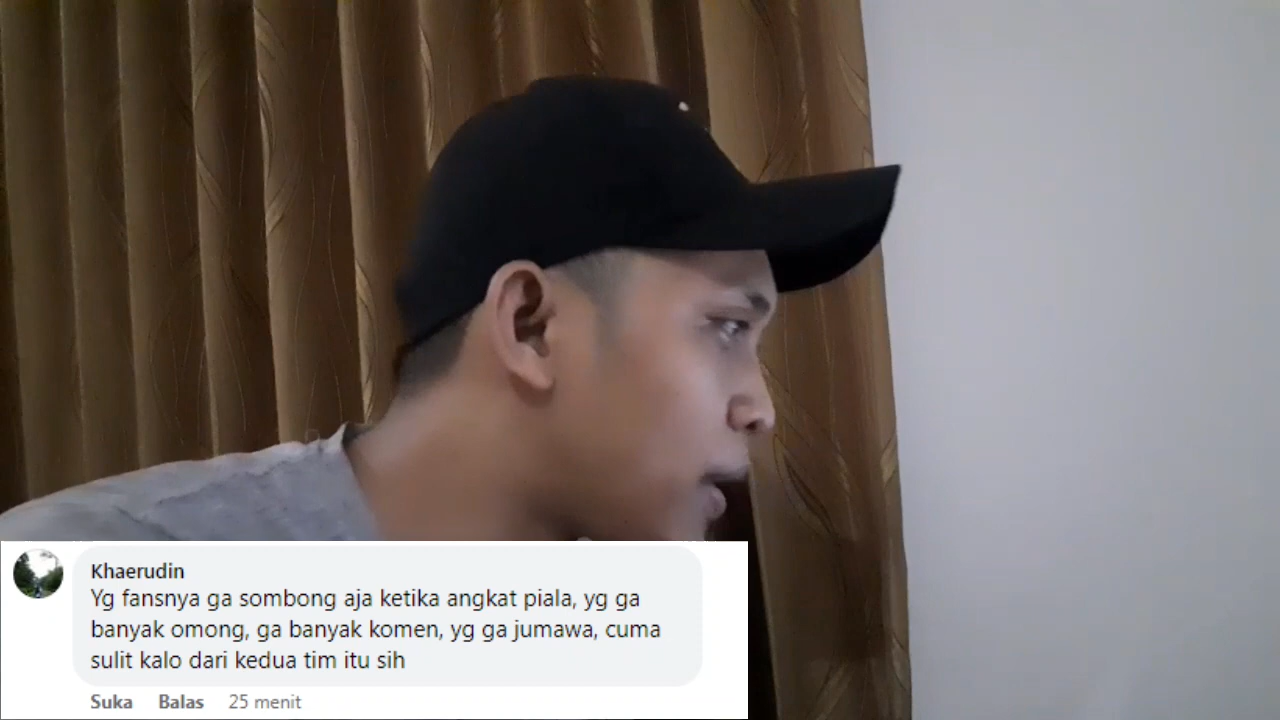 Khaerudin
Yg fansnya ga sombong aja ketika angkat piala, yg ga
banyak omong, ga banyak komen, yg ga jumawa, cuma
sulit kalo dari kedua tim itu sih
Suka Balas 25 menit